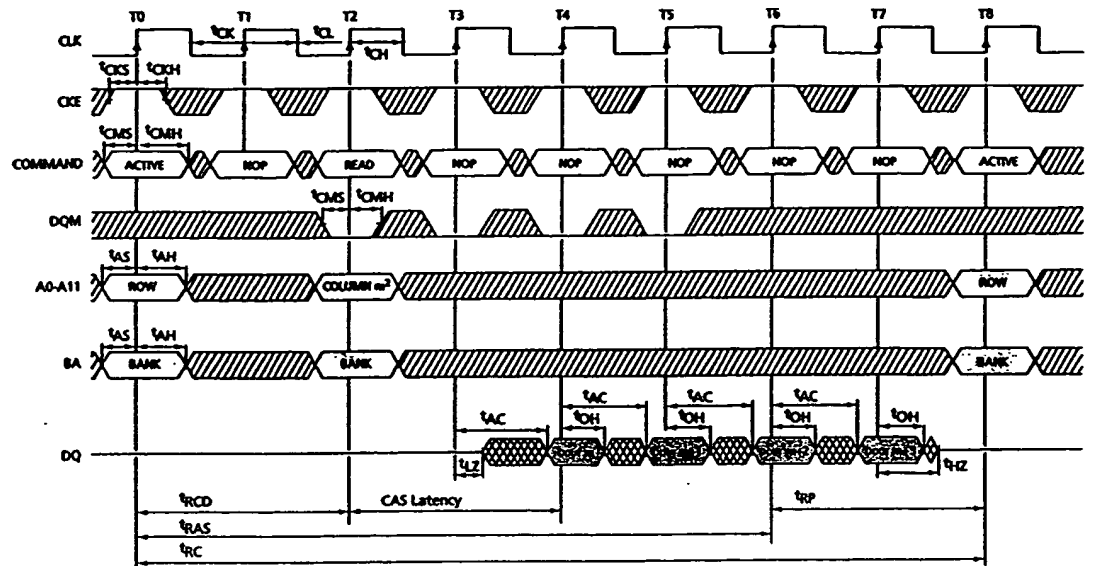 T0 T1 T2 T3 T4 T5 T6 T7 T8
CLK
tCK tCL
tCH
tCKS tCKH
CKE
tCMS tCMH
COMMAND ACTIVE NOP READ NOP NOP NOP NOP NOP ACTIVE
tCMS tCMH
DQM
tAS tAH
A0-A11 ROW COLUMN m2 ROW
tAS tAH
BA BANK BANK BANK
tAC tAC tAC tAC
tOH tOH tOH tOH
DQ
tLZ tHZ
tRCD CAS Latency tRP
tRAS
tRC